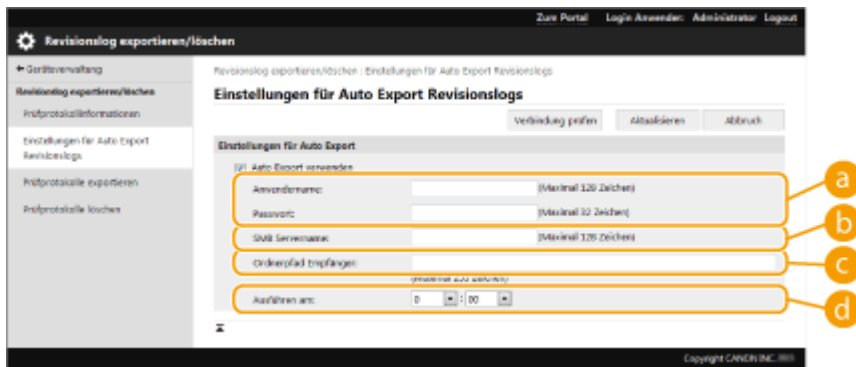 Zum Portal Login Anwender: Administrator Logout
Revisionslog exportieren/löschen
Geräteverwaltung
Revisionslog exportieren/löschen : Einstellungen für Auto Export Revisionslogs
Revisionslog exportieren/löschen
Einstellungen für Auto Export Revisionslogs
Prüfprotokollinformationen
Verbindung prüfen Aktualisieren Abbruch
Einstellungen für Auto Export
Revisionslogs
Einstellungen für Auto Export
Auto Export verwenden
Prüfprotokolle exportieren
Anwendername: (Maximal 128 Zeichen)
a
Prüfprotokolle löschen
Passwort: (Maximal 32 Zeichen)
SMB Servername: (Maximal 128 Zeichen)
b
Ordnerpfad Empfänger:
c
(Maximal 255 Zeichen)
Ausführen am: 0 : 00
d
Copyright CANON INC.